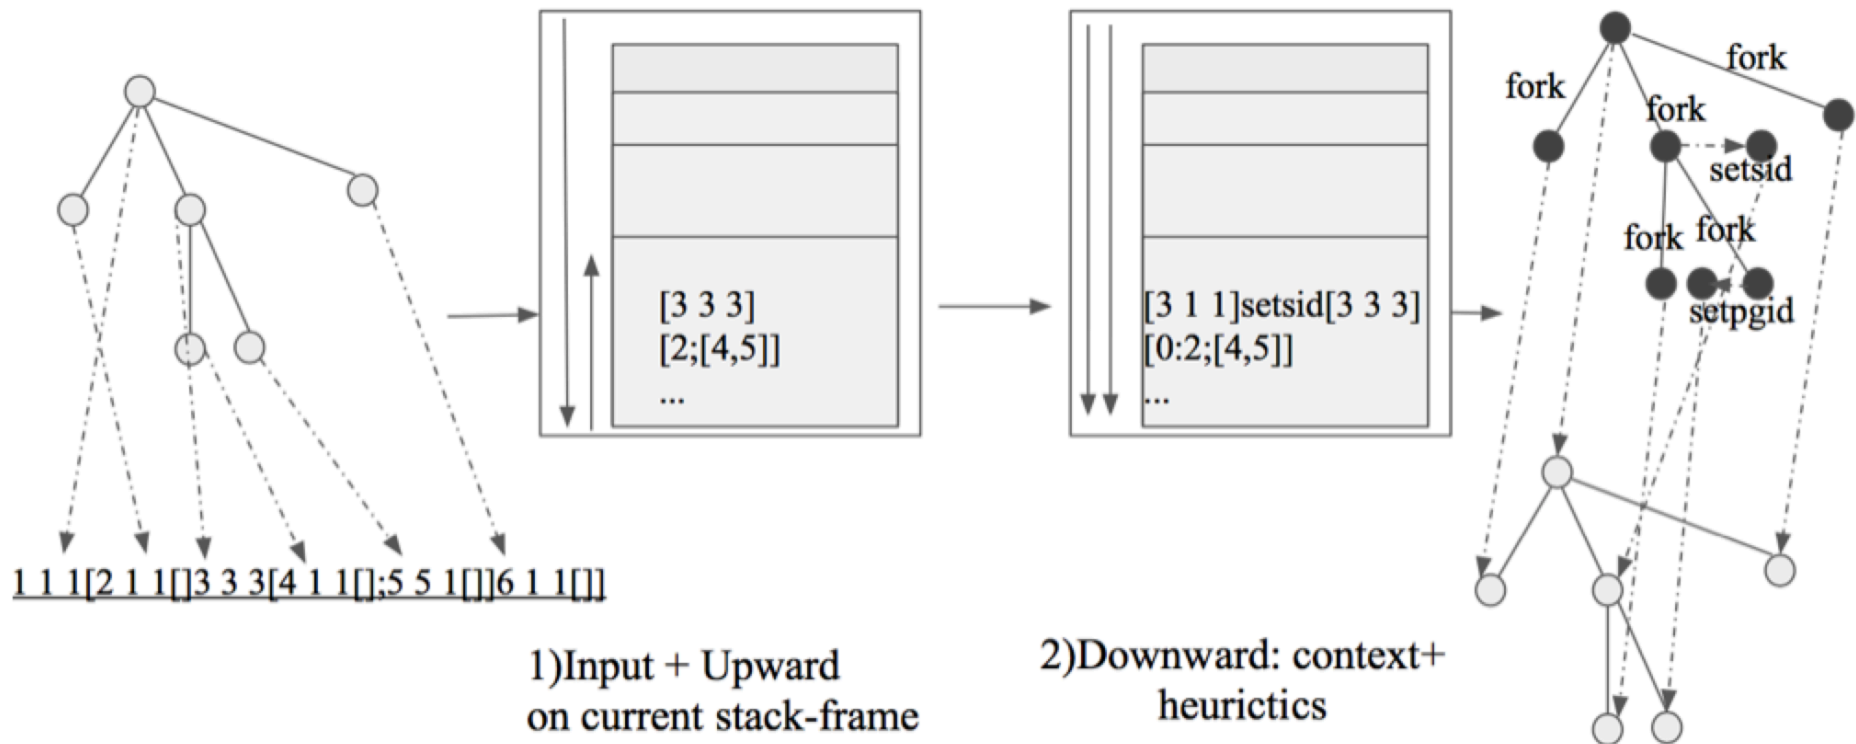 1 1 1[2 1 1[]3 3 3[4 1 1[];5 5 1[]]6 1 1[]]
[3 3 3]
[2;[4,5]]
...
1)Input + Upward
on current stack-frame
[3 1 1]setsid[3 3 3]
[0:2;[4,5]]
...
2)Downward: context+
heurictics
fork
fork
fork
setsid
fork
fork
setpgid